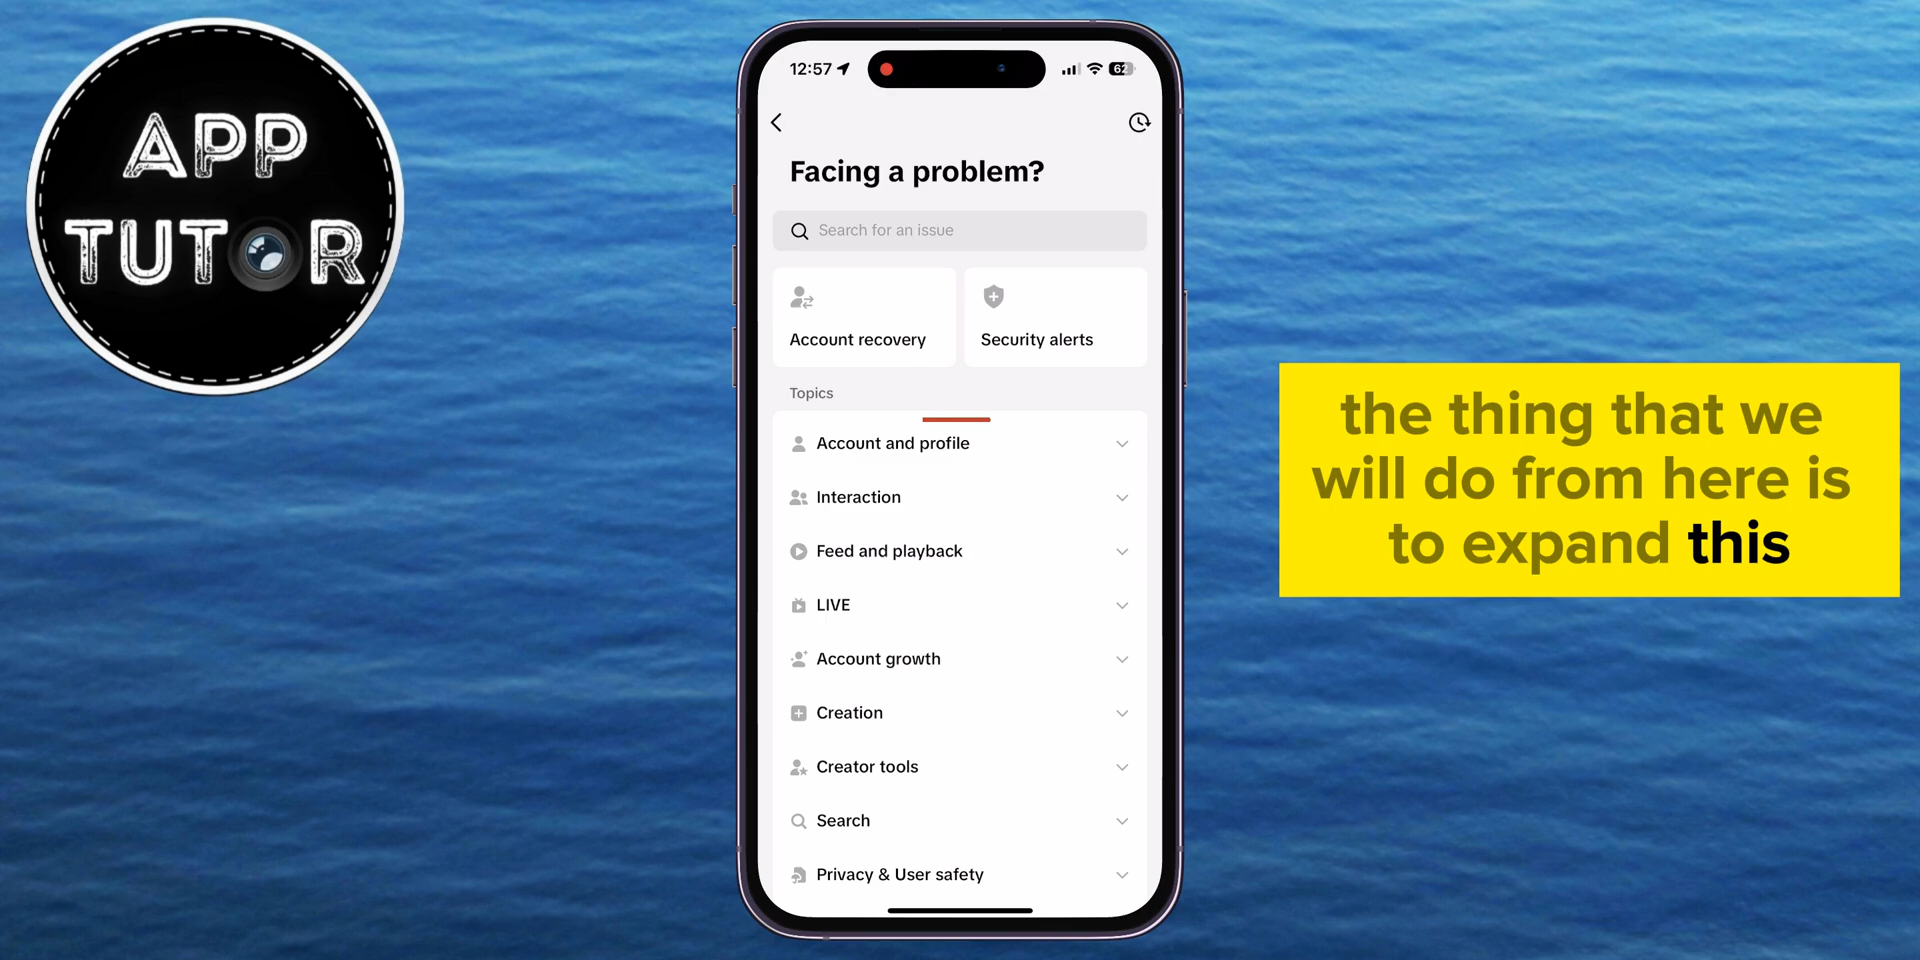 APP
TUTOR
12:57
62
Facing a problem?
Search for an issue
Account recovery
Security alerts
Topics
Account and profile
Interaction
Feed and playback
LIVE
Account growth
Creation
Creator tools
Search
Privacy & User safety
the thing that we
will do from here is
to expand this